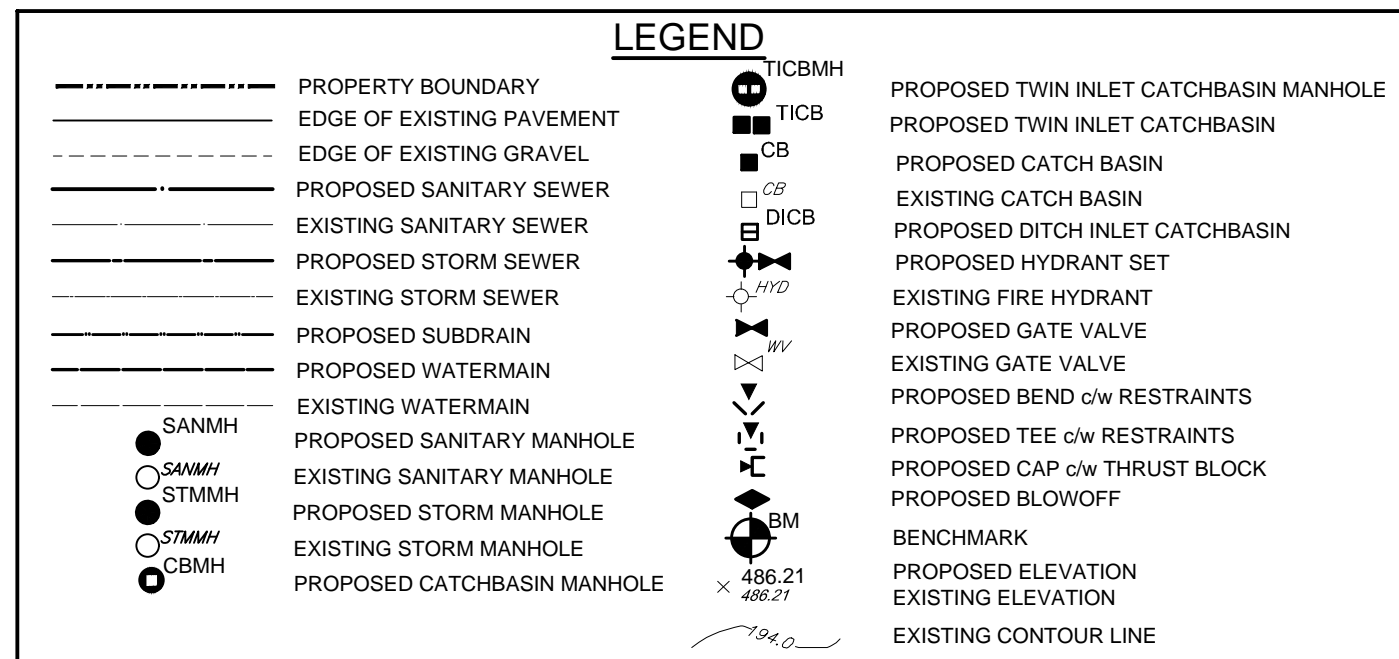 LEGEND
PROPERTY BOUNDARY
EDGE OF EXISTING PAVEMENT
EDGE OF EXISTING GRAVEL
PROPOSED SANITARY SEWER
EXISTING SANITARY SEWER
PROPOSED STORM SEWER
EXISTING STORM SEWER
PROPOSED SUBDRAIN
PROPOSED WATERMAIN
EXISTING WATERMAIN
SANMH PROPOSED SANITARY MANHOLE
SANMH EXISTING SANITARY MANHOLE
STMMH PROPOSED STORM MANHOLE
STMMH EXISTING STORM MANHOLE
CBMH PROPOSED CATCHBASIN MANHOLE
TICBMH PROPOSED TWIN INLET CATCHBASIN MANHOLE
TICB PROPOSED TWIN INLET CATCHBASIN
CB PROPOSED CATCH BASIN
CB EXISTING CATCH BASIN
DICB PROPOSED DITCH INLET CATCHBASIN
PROPOSED HYDRANT SET
HYD EXISTING FIRE HYDRANT
PROPOSED GATE VALVE
WV EXISTING GATE VALVE
PROPOSED BEND c/w RESTRAINTS
PROPOSED TEE c/w RESTRAINTS
PROPOSED CAP c/w THRUST BLOCK
PROPOSED BLOWOFF
BM BENCHMARK
486.21 PROPOSED ELEVATION
486.21 EXISTING ELEVATION
194.0 EXISTING CONTOUR LINE